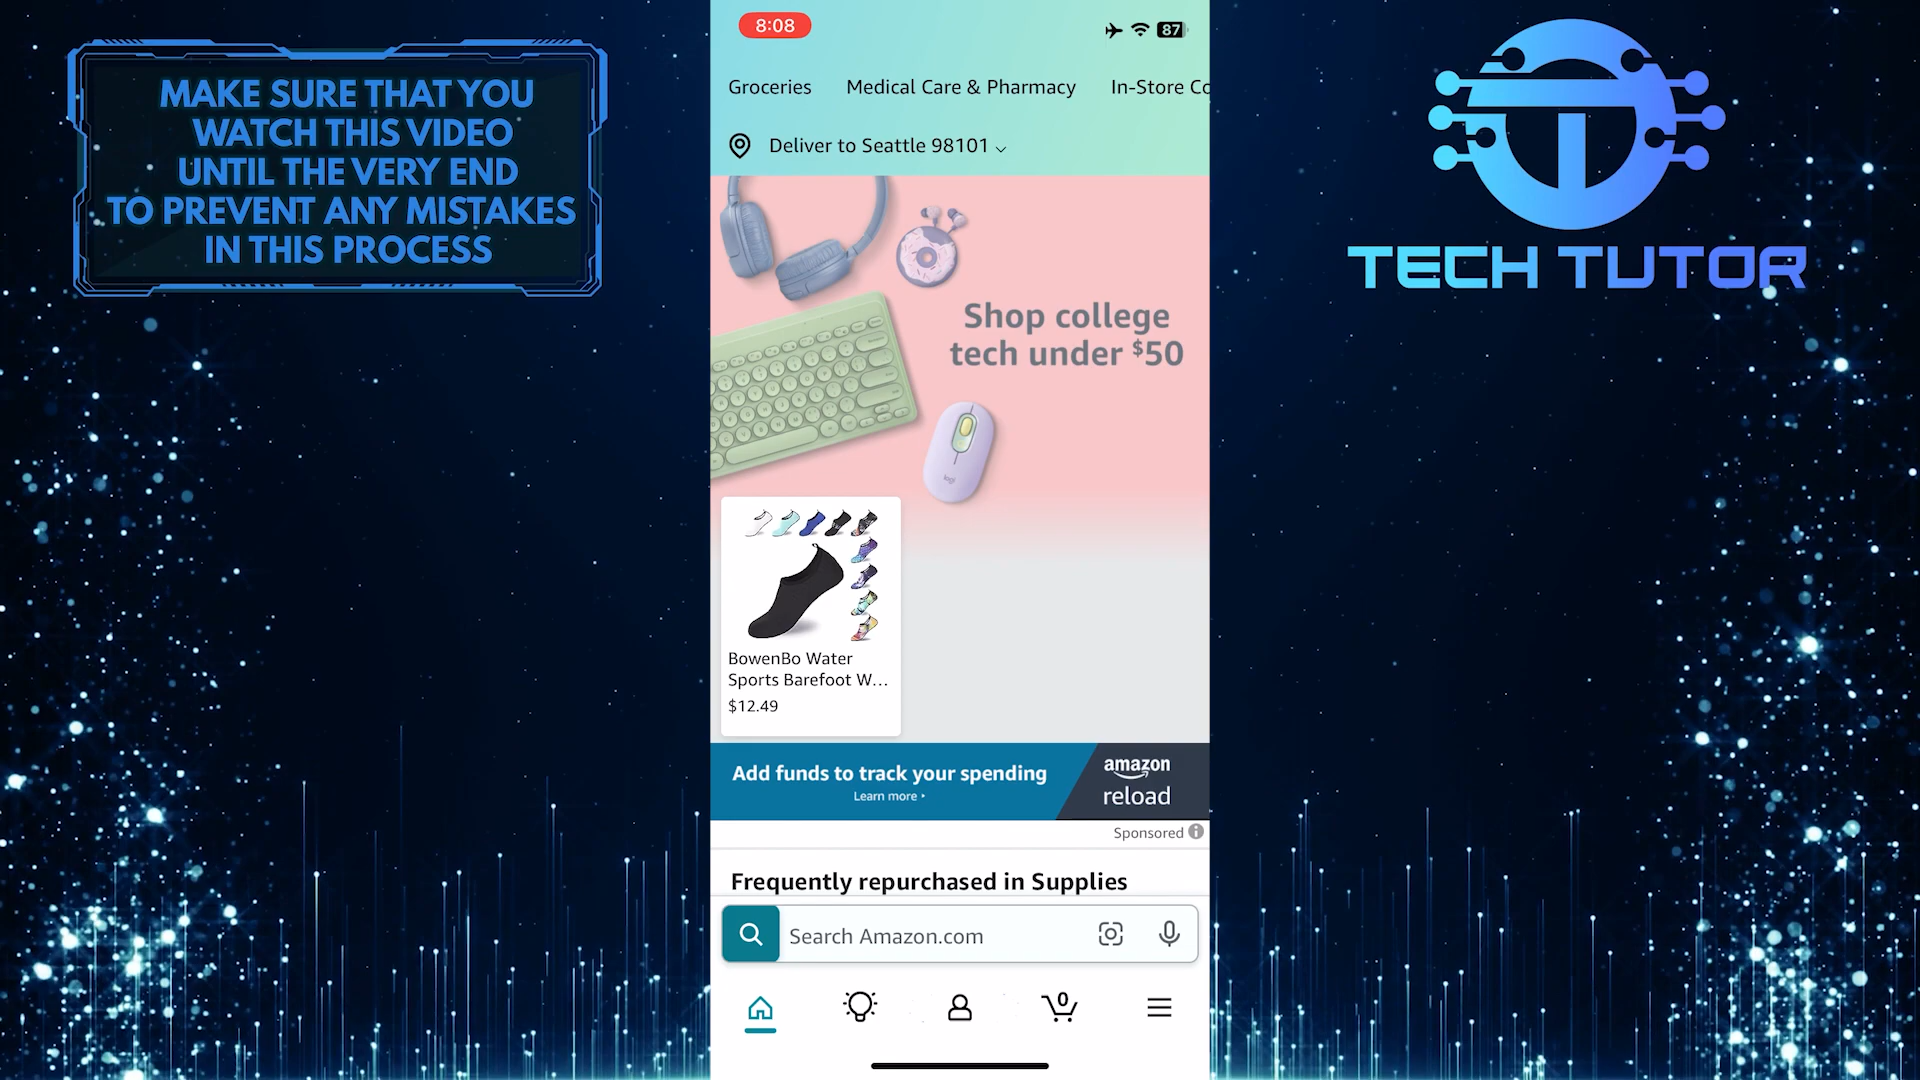 MAKE SURE THAT YOU
WATCH THIS VIDEO
UNTIL THE VERY END
TO PREVENT ANY MISTAKES
IN THIS PROCESS
8:08
87
Groceries Medical Care & Pharmacy In-Store Co
Deliver to Seattle 98101
Shop college
tech under $50
logi
BowenBo Water
Sports Barefoot W...
$12.49
Add funds to track your spending
Learn more
amazon
reload
Sponsored
Frequently repurchased in Supplies
Search Amazon.com
0
TECH TUTOR